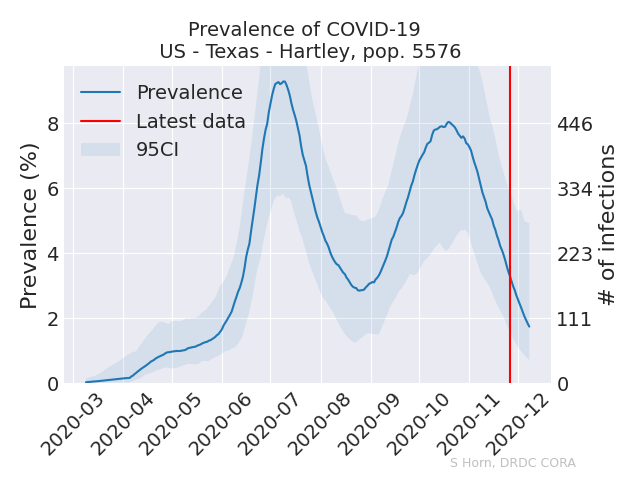 Prevalence of COVID-19
US - Texas - Hartley, pop. 5576
Prevalence
Latest data
95CI
Prevalence (%)
8
6
4
2
0
446
334
223
111
0
# of infections
2020-03
2020-04
2020-05
2020-06
2020-07
2020-08
2020-09
2020-10
2020-11
2020-12
S Horn, DRDC CORA